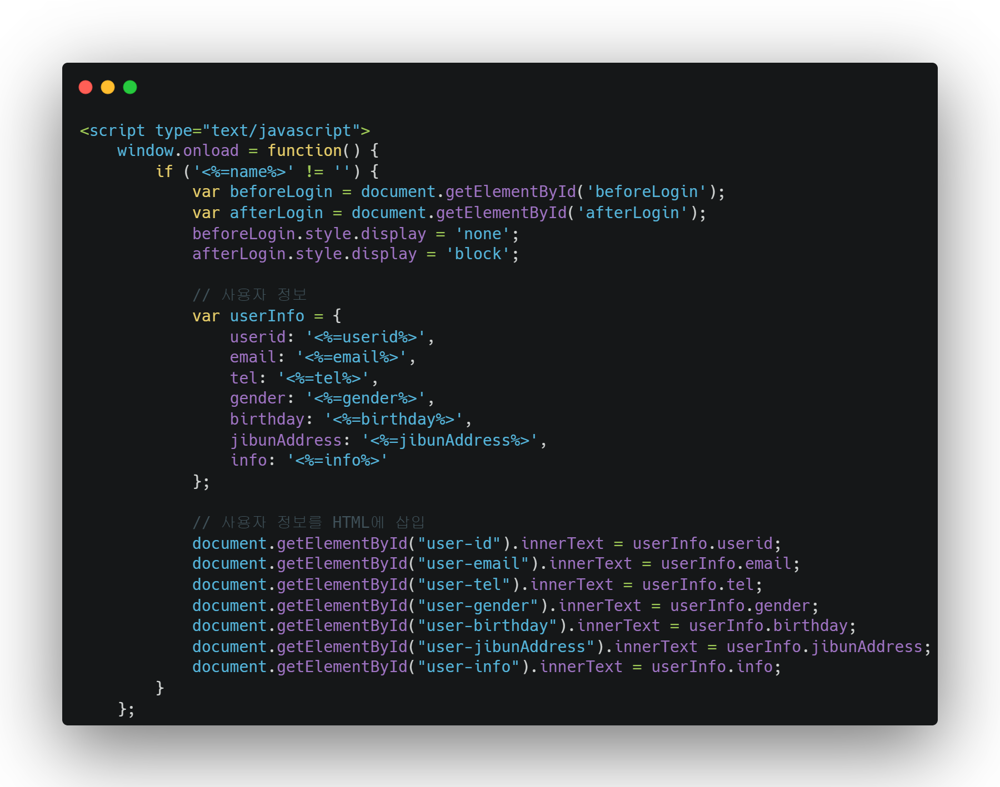 <script type="text/javascript">
    window.onload = function() {
        if ('<%=name%>' != '') {
            var beforeLogin = document.getElementById('beforeLogin');
            var afterLogin = document.getElementById('afterLogin');
            beforeLogin.style.display = 'none';
            afterLogin.style.display = 'block';

            // 사용자 정보
            var userInfo = {
                userid: '<%=userid%>',
                email: '<%=email%>',
                tel: '<%=tel%>',
                gender: '<%=gender%>',
                birthday: '<%=birthday%>',
                jibunAddress: '<%=jibunAddress%>',
                info: '<%=info%>'
            };

            // 사용자 정보를 HTML에 삽입
            document.getElementById("user-id").innerText = userInfo.userid;
            document.getElementById("user-email").innerText = userInfo.email;
            document.getElementById("user-tel").innerText = userInfo.tel;
            document.getElementById("user-gender").innerText = userInfo.gender;
            document.getElementById("user-birthday").innerText = userInfo.birthday;
            document.getElementById("user-jibunAddress").innerText = userInfo.jibunAddress;
            document.getElementById("user-info").innerText = userInfo.info;
        }
    };